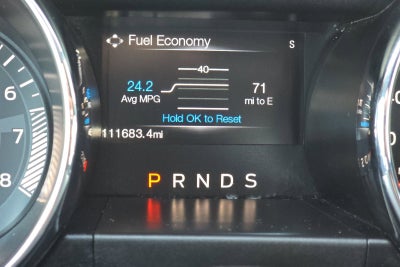 Fuel Economy
S
40
24.2
71
Avg MPG
mi to E
Hold OK to Reset
111683.4mi
6
7
8
P R N D S